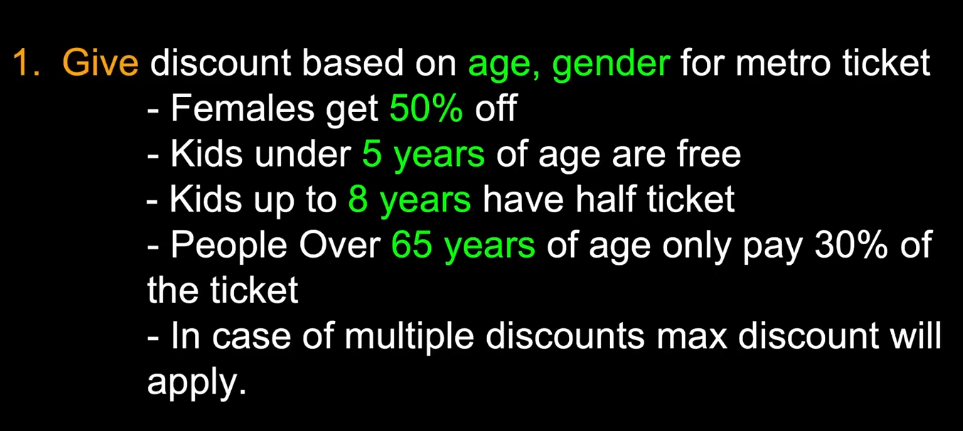 1. Give discount based on age, gender for metro ticket
- Females get 50% off
- Kids under 5 years of age are free
- Kids up to 8 years have half ticket
- People Over 65 years of age only pay 30% of
the ticket
- In case of multiple discounts max discount will
apply.